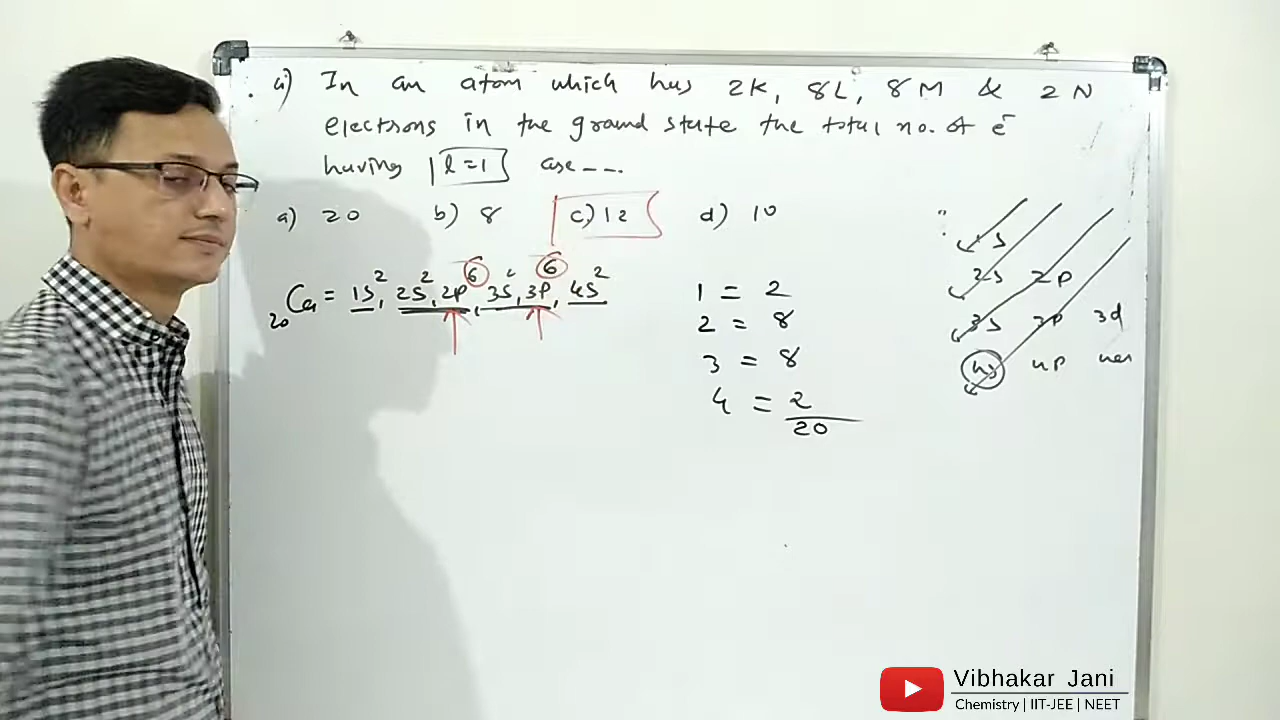 a) In an atom which has 2K, 8L, 8M & 2N
electrons in the ground state the total no. of e⁻
having l=1 are ---.
a) 20 b) 8 c) 12 d) 10
₂₀Ca = 1S², 2S², 2P⁶, 3S², 3P⁶, 4S²
1 = 2
2 = 8
3 = 8
4 = 2
20
S
2S 2P
3S 3P 3d
4S 4P
Vibhakar Jani
Chemistry | IIT-JEE | NEET